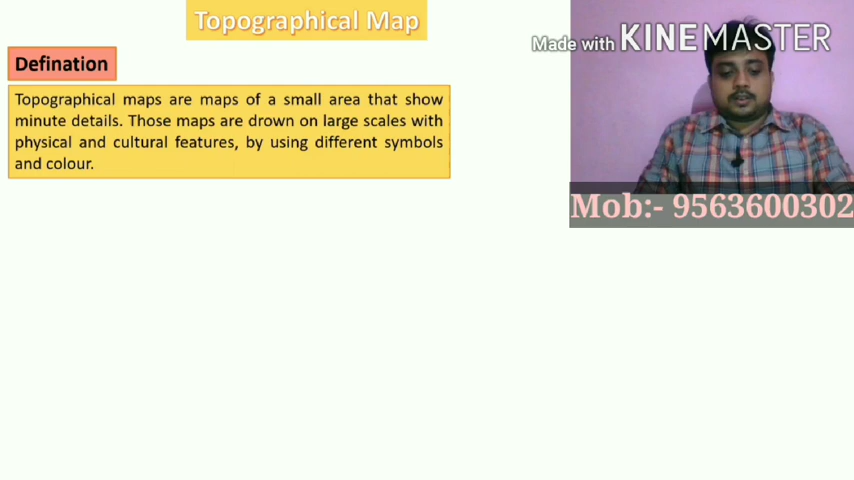 Topographical Map
Made with KINEMASTER
Defination
Topographical maps are maps of a small area that show
minute details. Those maps are drown on large scales with
physical and cultural features, by using different symbols
and colour.
Mob:- 9563600302